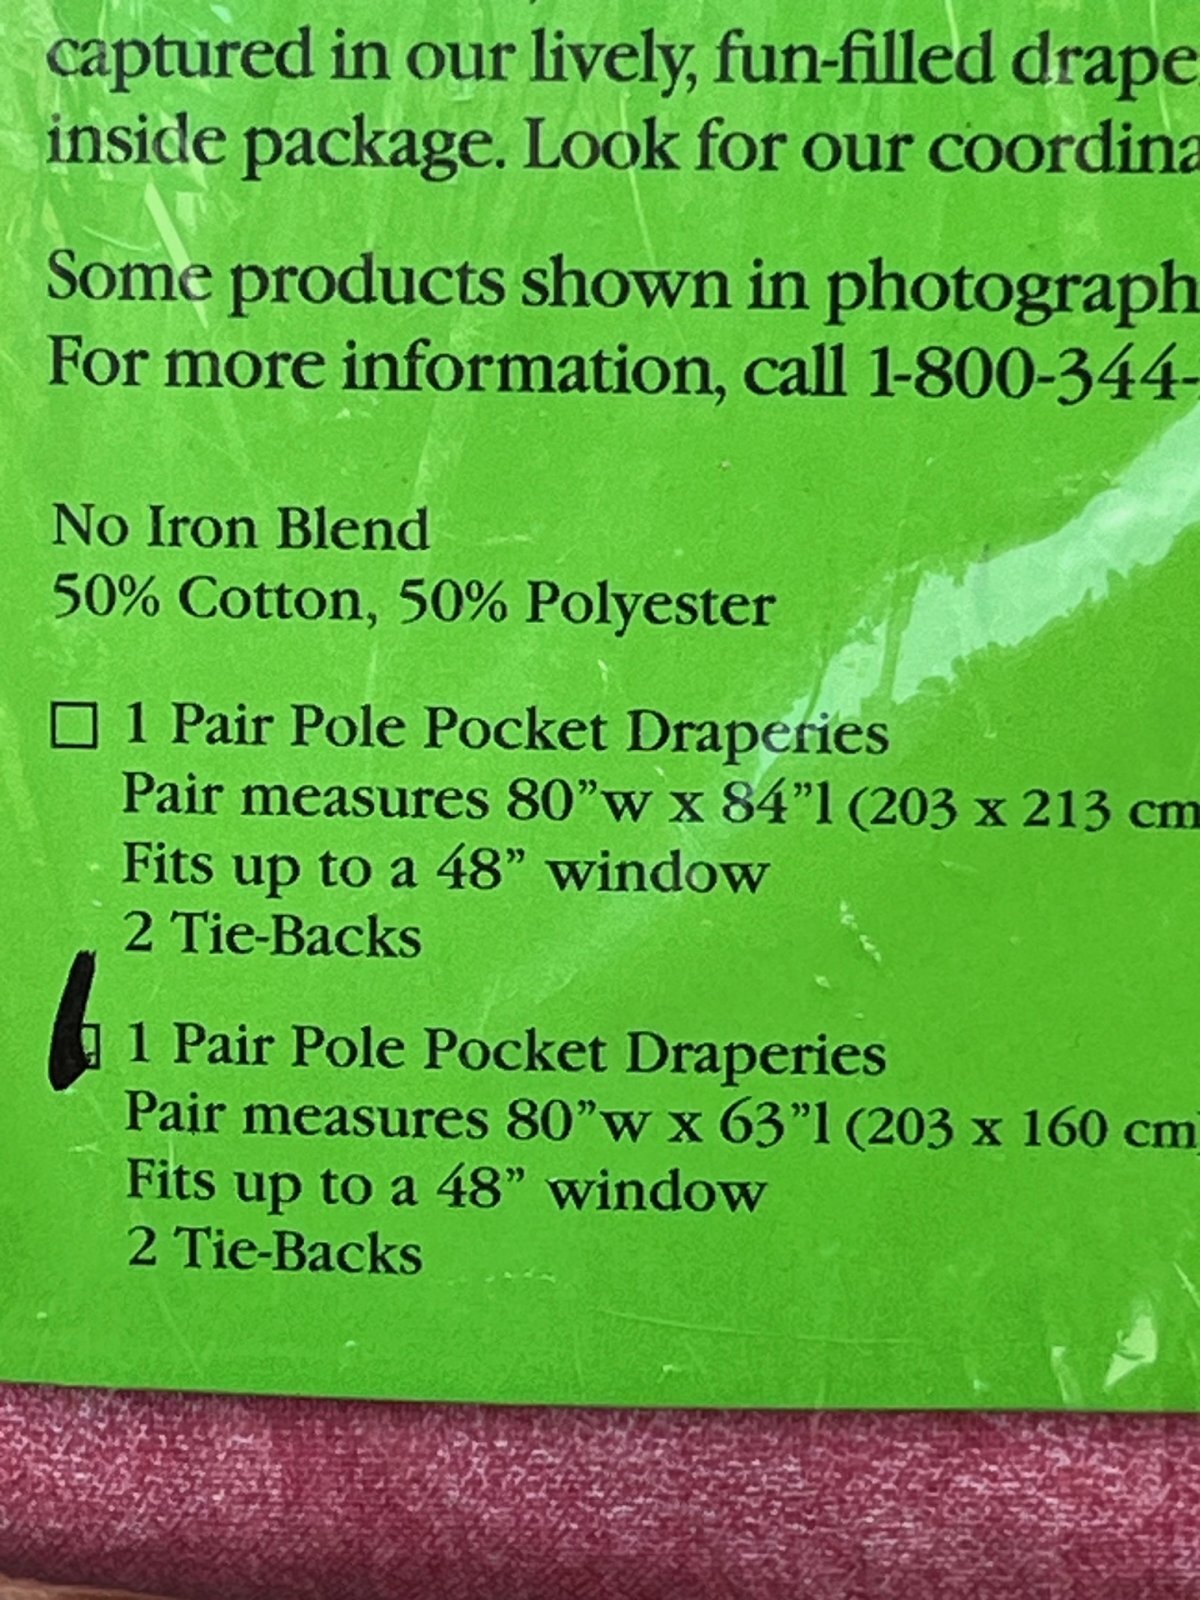 captured in our lively, fun-filled drape
inside package. Look for our coordina
Some products shown in photograph
For more information, call 1-800-344-
No Iron Blend
50% Cotton, 50% Polyester
1 Pair Pole Pocket Draperies
Pair measures 80”w x 84”l (203 x 213 cm
Fits up to a 48” window
2 Tie-Backs
1 Pair Pole Pocket Draperies
Pair measures 80”w x 63”l (203 x 160 cm
Fits up to a 48” window
2 Tie-Backs